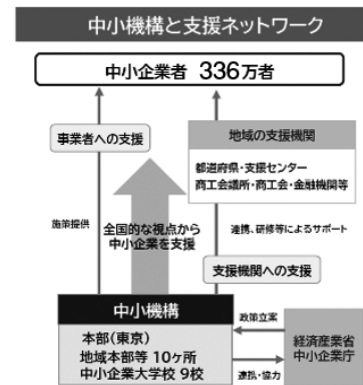 中小機構と支援ネットワーク
中小企業者 336万者
事業者への支援
地域の支援機関
都道府県・支援センター
商工会議所・商工会・金融機関等
施策提供
全国的な視点から
中小企業を支援
連携、研修等によるサポート
支援機関への支援
中小機構
本部(東京)
地域本部等 10ヶ所
中小企業大学校 9校
政策立案
経済産業省
中小企業庁
連携・協力